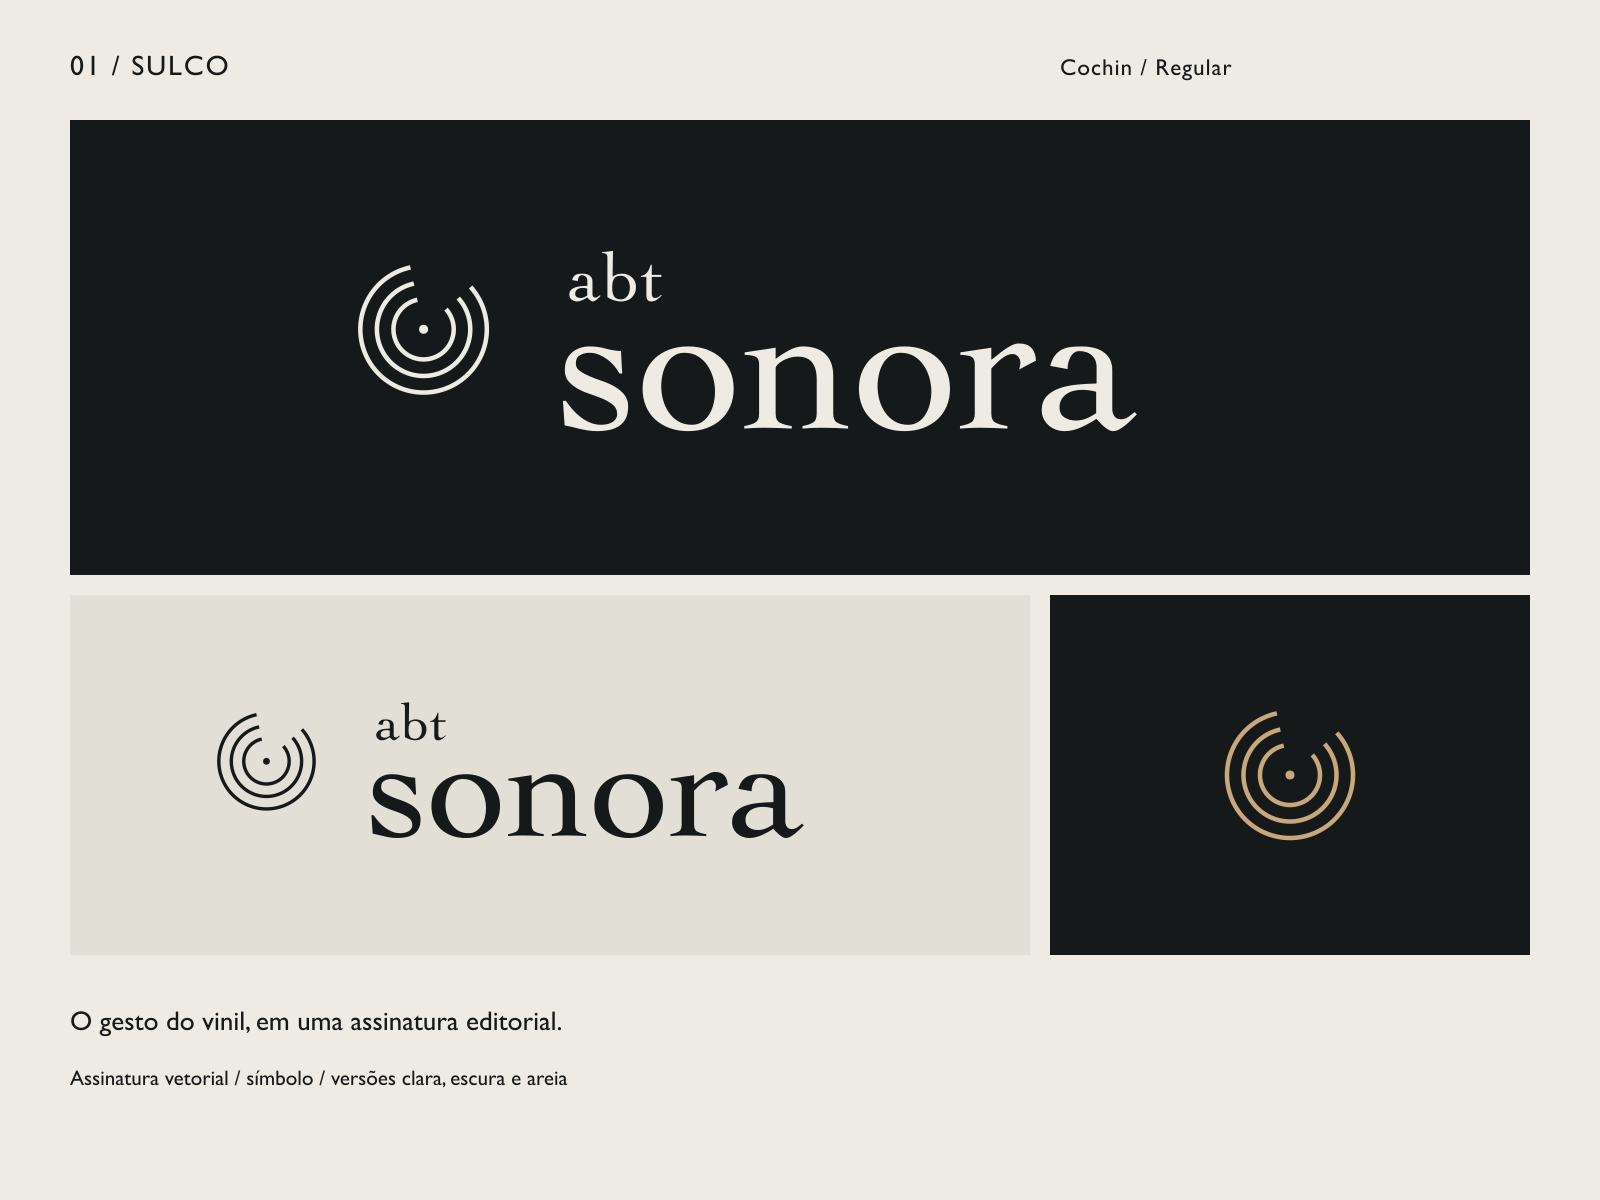 01 / SULCO
Cochin / Regular
abt
sonora
abt
sonora
O gesto do vinil, em uma assinatura editorial.
Assinatura vetorial / símbolo / versões clara, escura e areia